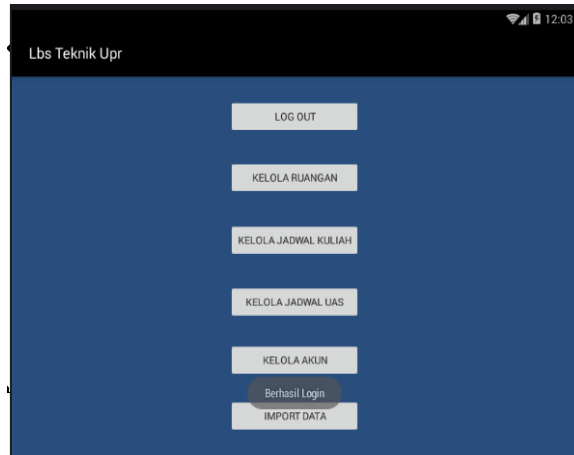 12:03
Lbs Teknik Upr
LOG OUT
KELOLA RUANGAN
KELOLA JADWAL KULIAH
KELOLA JADWAL UAS
KELOLA AKUN
Berhasil Login
IMPORT DATA